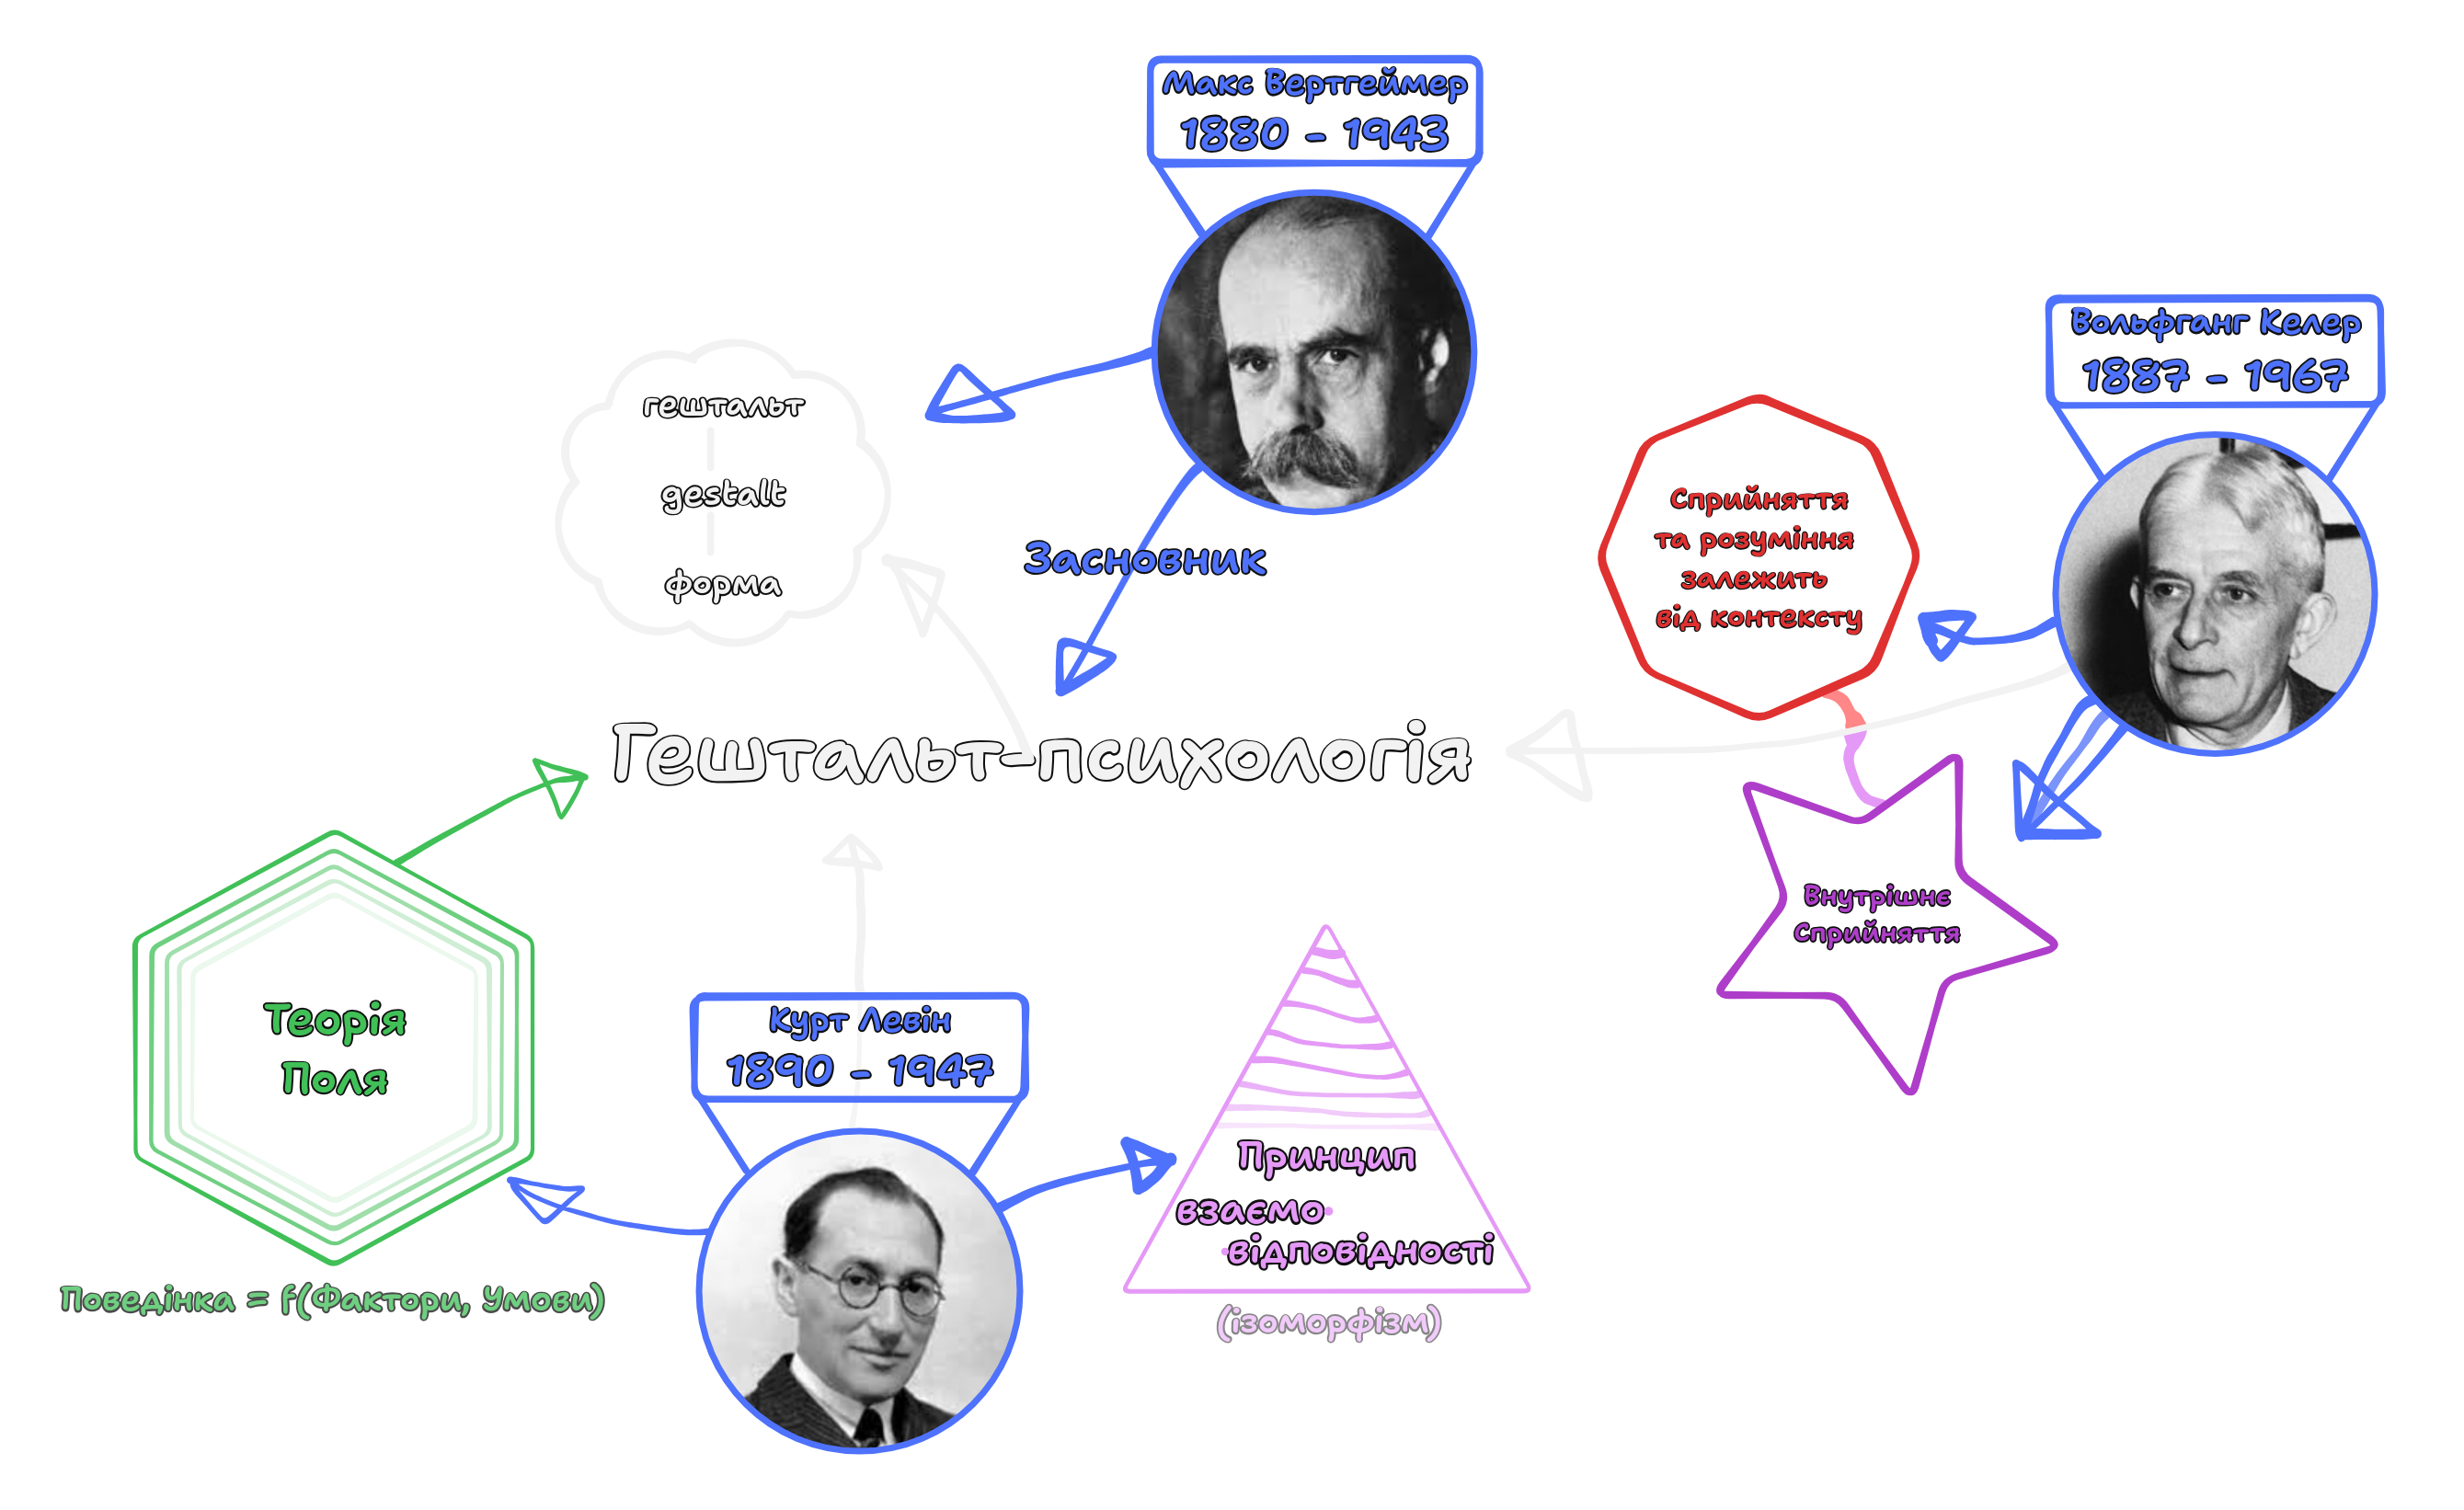 Макс Вертгеймер
1880 - 1943
Вольфганг Келер
1887 - 1967
гештальт
gestalt
форма
Засновник
Сприйняття
та розуміння
залежить
від контексту
Гештальт-психологія
Внутрішнє
Сприйняття
Теорія
Поля
Поведінка = f(Фактори, Умови)
Курт Левін
1890 - 1947
Принцип
взаємо
відповідності
(ізоморфізм)